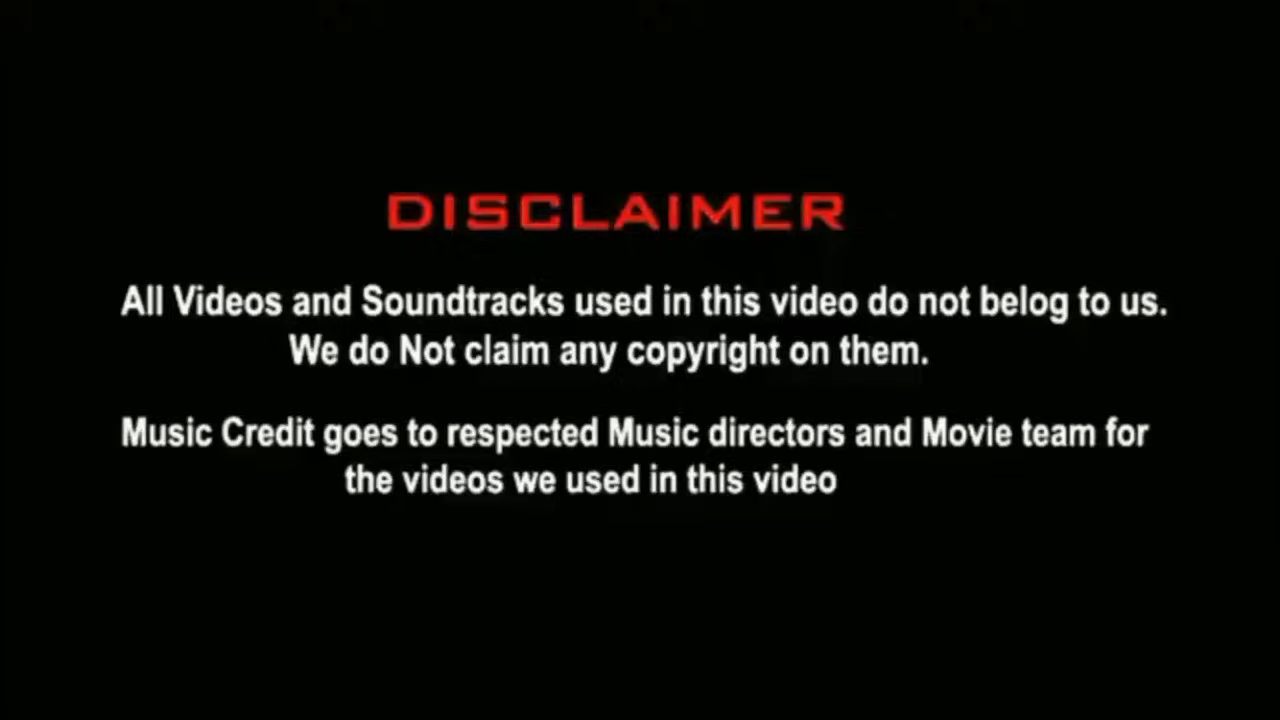 DISCLAIMER
All Videos and Soundtracks used in this video do not belog to us.
We do Not claim any copyright on them.
Music Credit goes to respected Music directors and Movie team for
the videos we used in this video